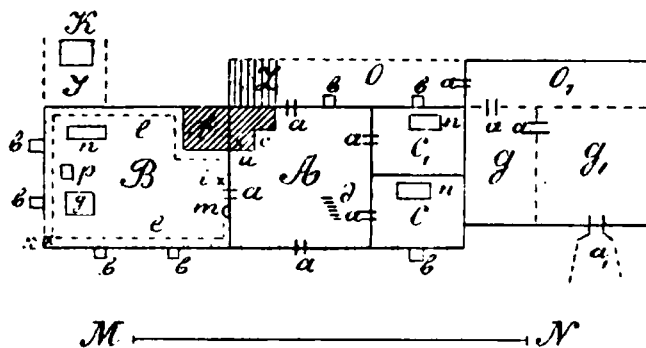 K
J Z O в в a O₁
в n l a a n a a
p B i x и c A a C₁ g g₁
в g a д n
m a C
x e a a₁
в в в
M N